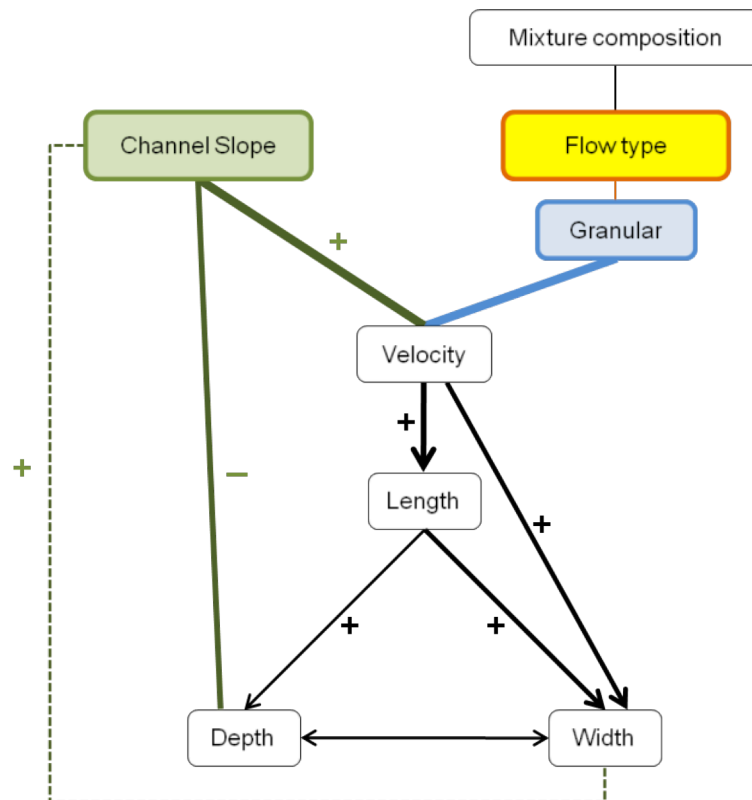 Mixture composition
Channel Slope
Flow type
Granular
+
Velocity
+
+
−
Length
+
+
+
Depth
Width